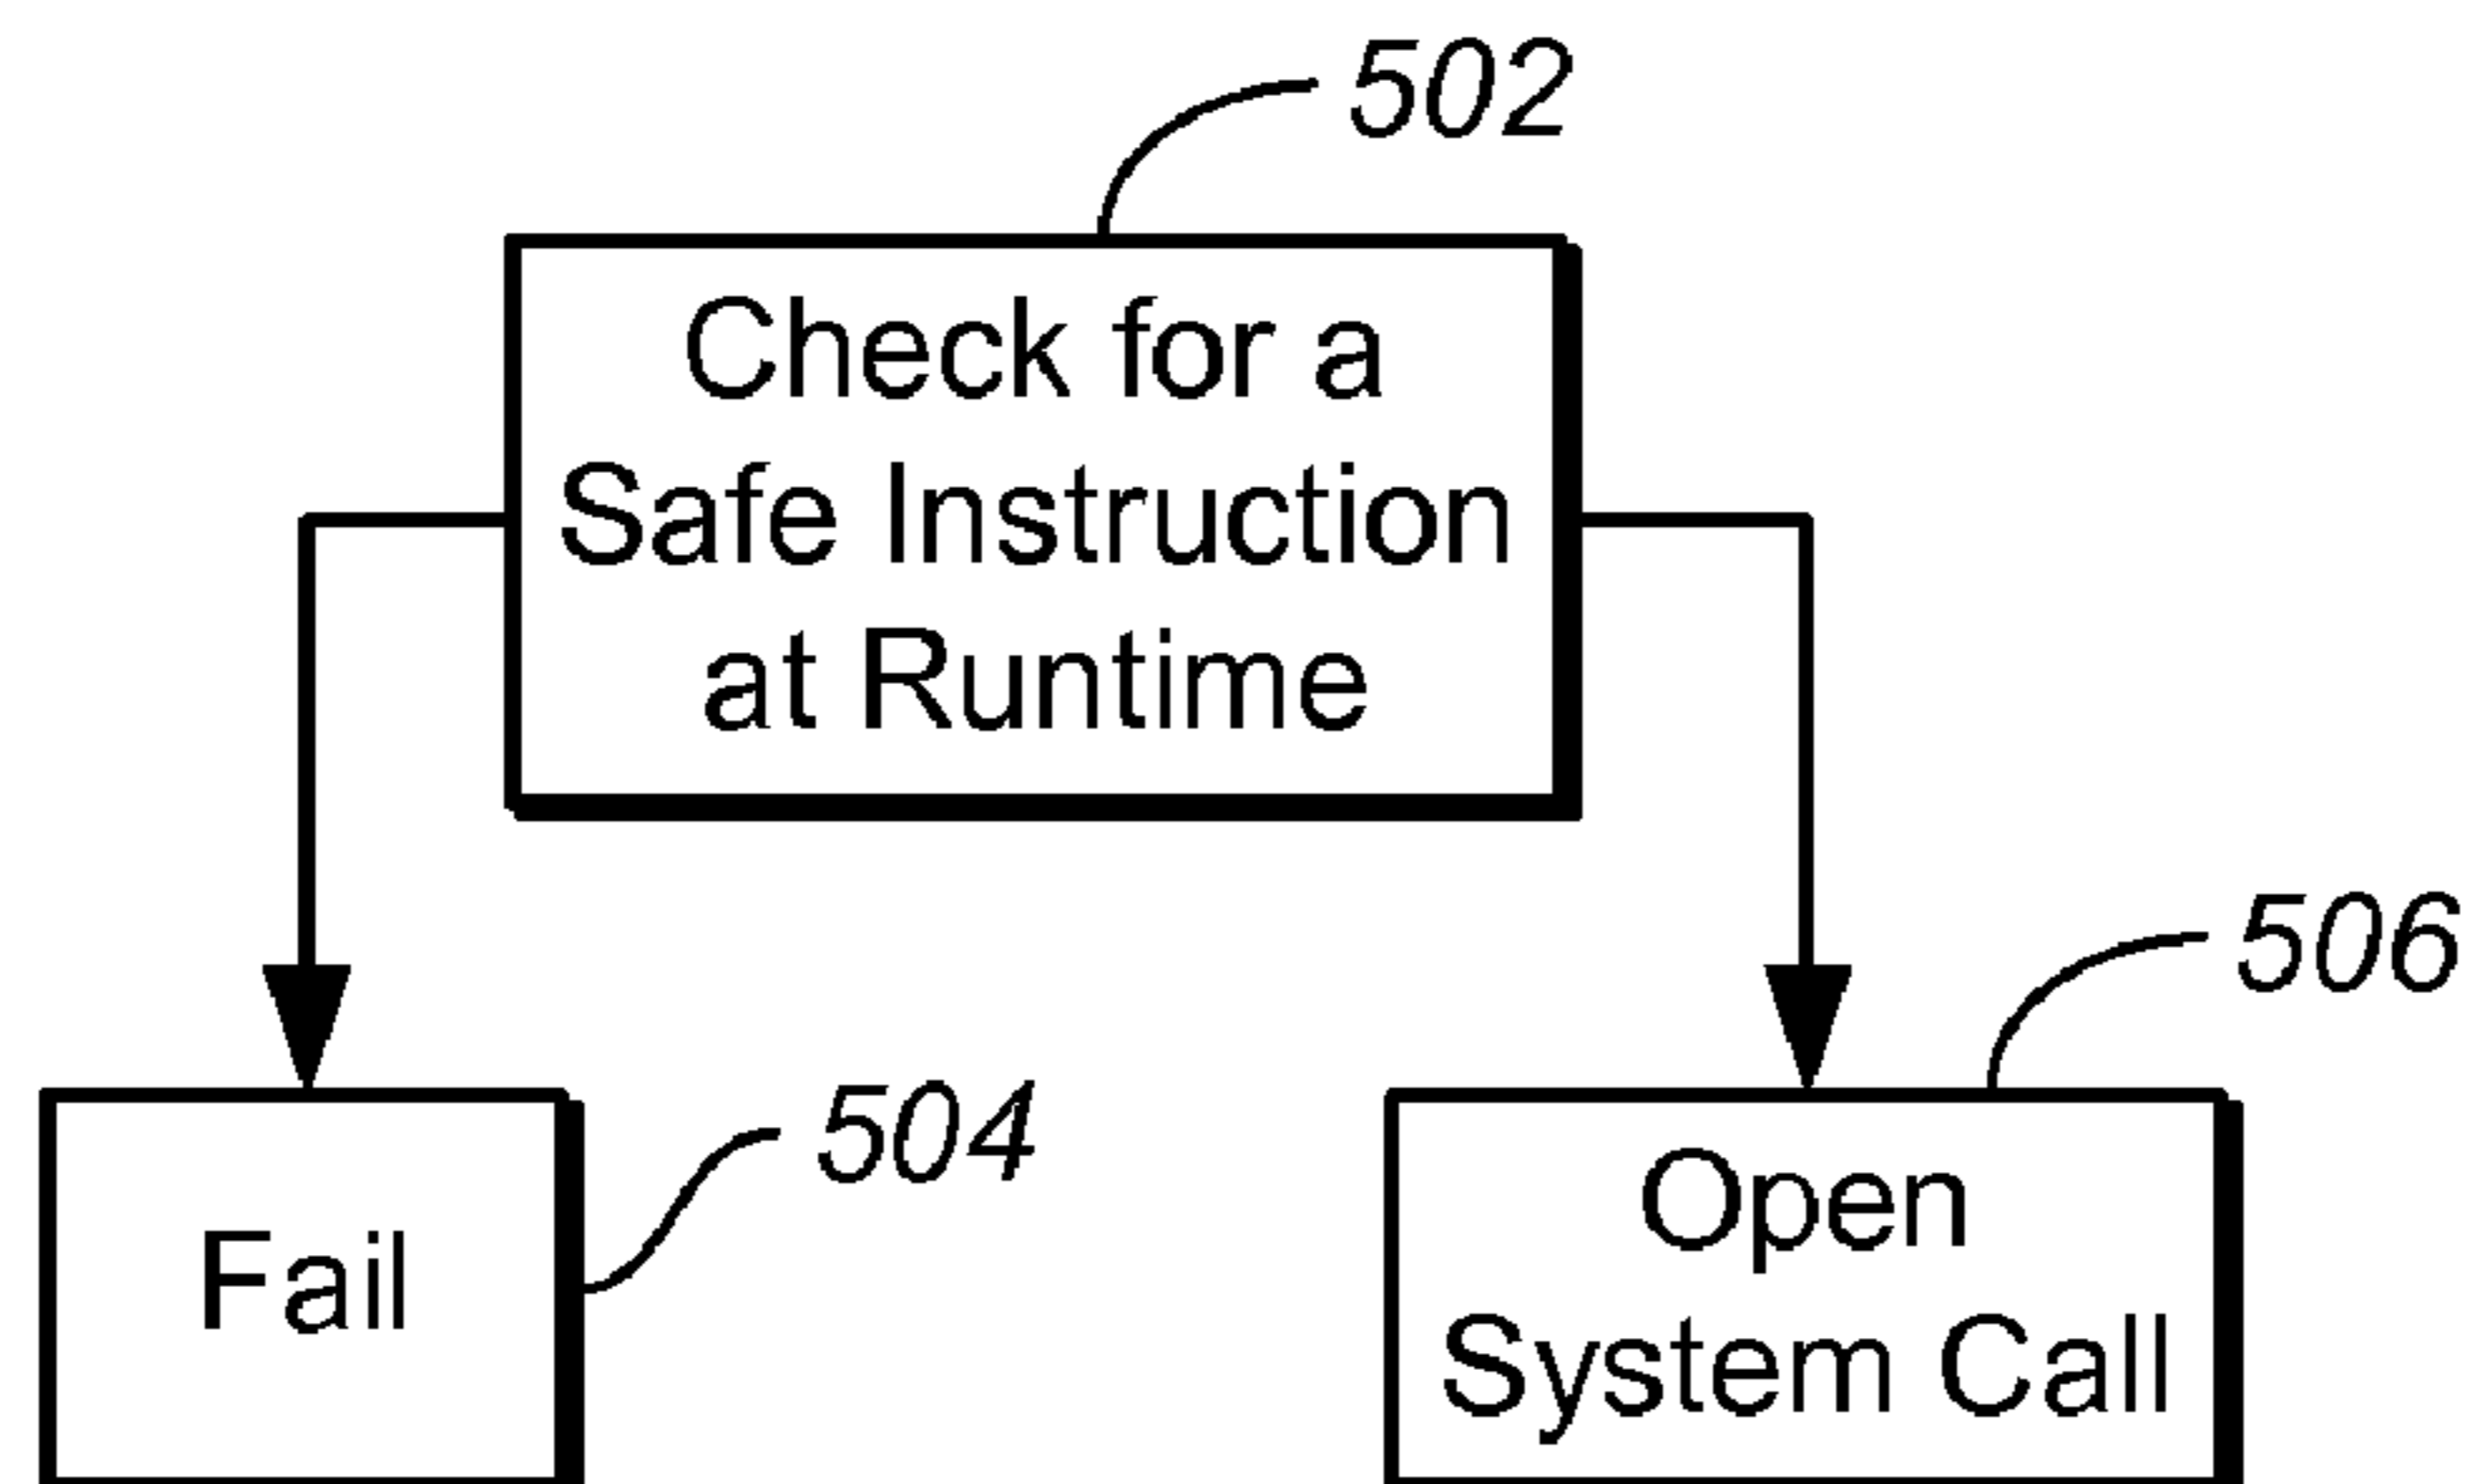 502
Check for a
Safe Instruction
at Runtime
506
504
Fail
Open
System Call